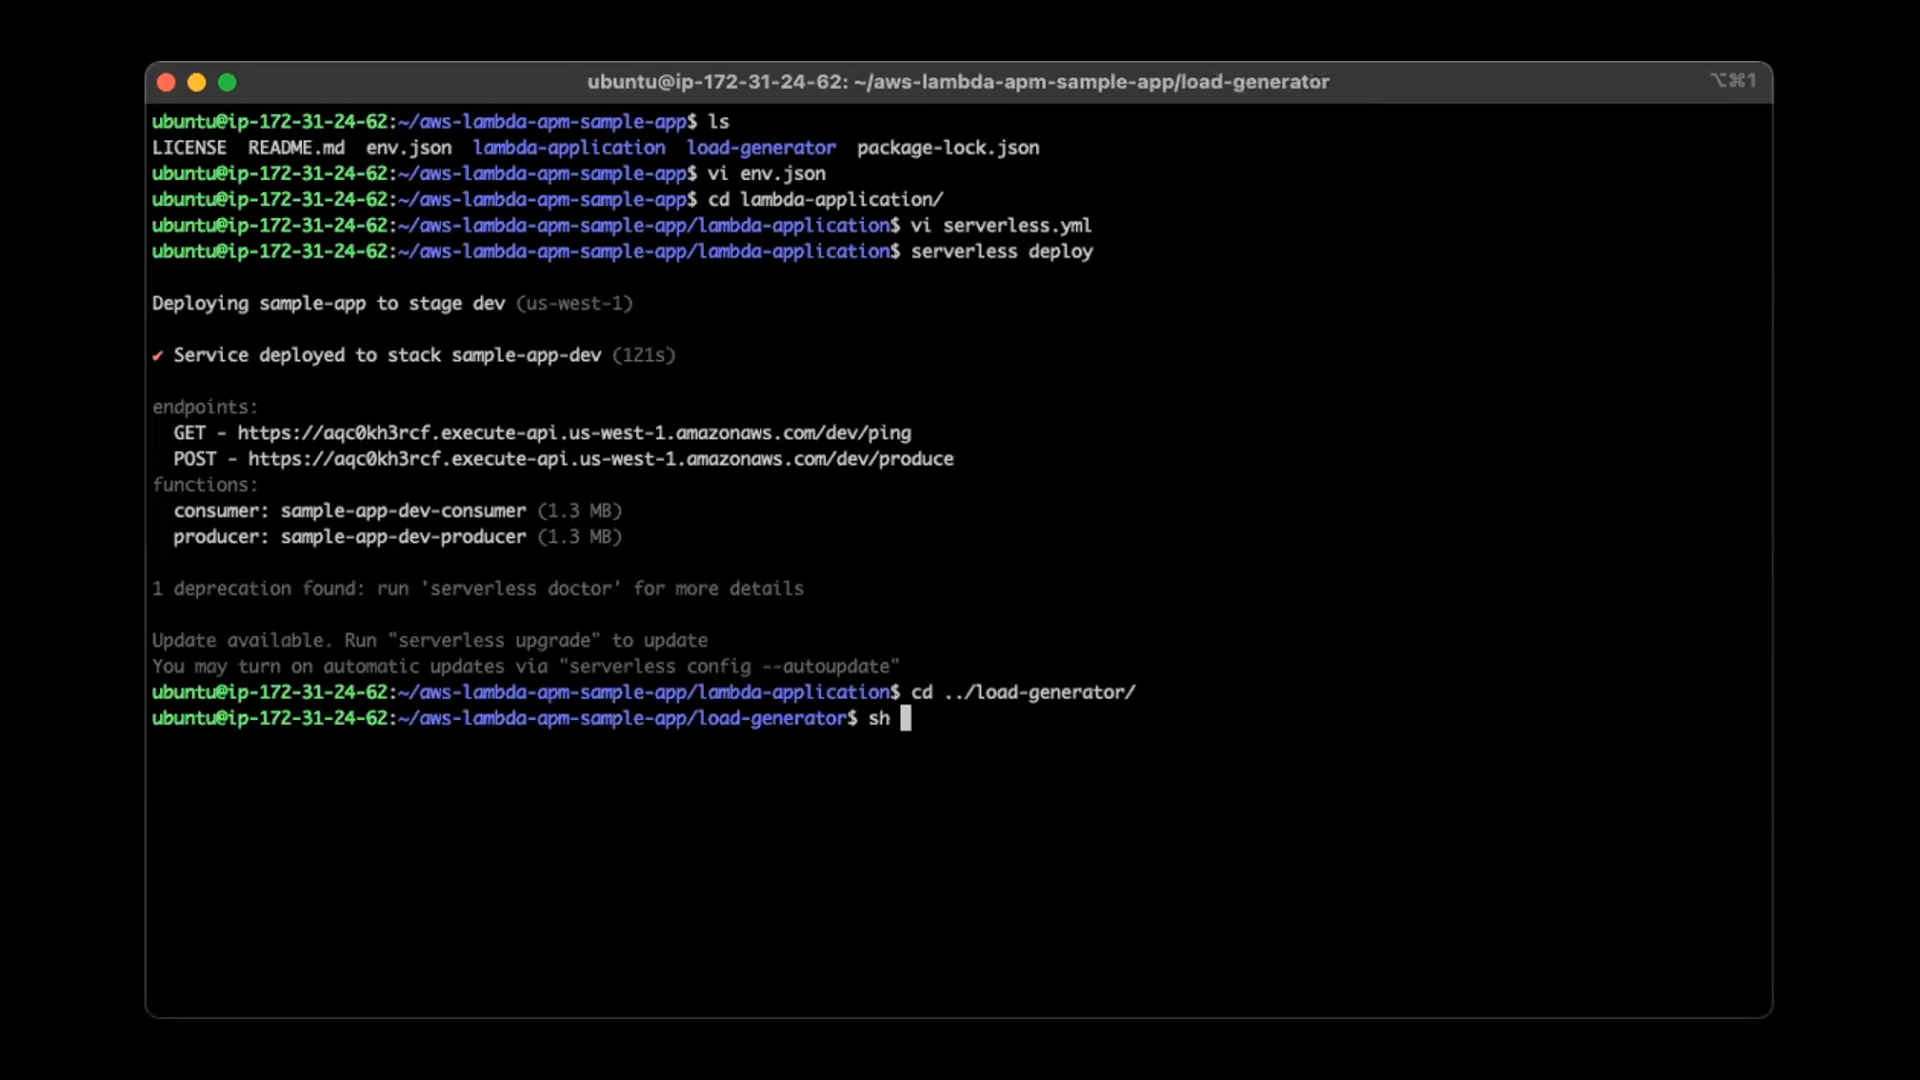 ubuntu@ip-172-31-24-62: ~/aws-lambda-apm-sample-app/load-generator ⌥⌘1
ubuntu@ip-172-31-24-62:~/aws-lambda-apm-sample-app$ ls
LICENSE  README.md  env.json  lambda-application  load-generator  package-lock.json
ubuntu@ip-172-31-24-62:~/aws-lambda-apm-sample-app$ vi env.json
ubuntu@ip-172-31-24-62:~/aws-lambda-apm-sample-app$ cd lambda-application/
ubuntu@ip-172-31-24-62:~/aws-lambda-apm-sample-app/lambda-application$ vi serverless.yml
ubuntu@ip-172-31-24-62:~/aws-lambda-apm-sample-app/lambda-application$ serverless deploy
Deploying sample-app to stage dev (us-west-1)
✔ Service deployed to stack sample-app-dev (121s)
endpoints:
  GET - https://aqc0kh3rcf.execute-api.us-west-1.amazonaws.com/dev/ping
  POST - https://aqc0kh3rcf.execute-api.us-west-1.amazonaws.com/dev/produce
functions:
  consumer: sample-app-dev-consumer (1.3 MB)
  producer: sample-app-dev-producer (1.3 MB)
1 deprecation found: run 'serverless doctor' for more details
Update available. Run "serverless upgrade" to update
You may turn on automatic updates via "serverless config --autoupdate"
ubuntu@ip-172-31-24-62:~/aws-lambda-apm-sample-app/lambda-application$ cd ../load-generator/
ubuntu@ip-172-31-24-62:~/aws-lambda-apm-sample-app/load-generator$ sh